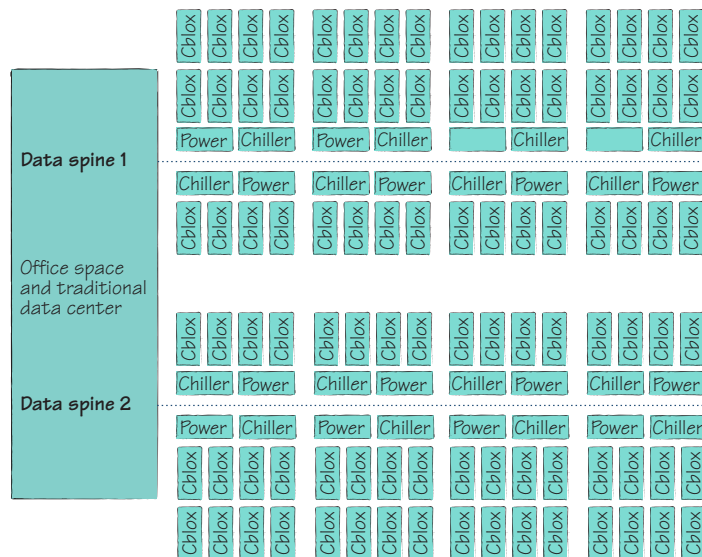 Cblox Cblox Cblox Cblox Cblox Cblox Cblox Cblox Cblox Cblox Cblox Cblox Cblox Cblox Cblox Cblox
Cblox Cblox Cblox Cblox Cblox Cblox Cblox Cblox Cblox Cblox Cblox Cblox Cblox Cblox Cblox Cblox
Power Chiller Power Chiller Chiller Chiller
Data spine 1
Chiller Power Chiller Power Chiller Power Chiller Power
Cblox Cblox Cblox Cblox Cblox Cblox Cblox Cblox Cblox Cblox Cblox Cblox Cblox Cblox Cblox Cblox
Office space
and traditional
data center
Cblox Cblox Cblox Cblox Cblox Cblox Cblox Cblox Cblox Cblox Cblox Cblox Cblox Cblox Cblox Cblox
Chiller Power Chiller Power Chiller Power Chiller Power
Data spine 2
Power Chiller Power Chiller Power Chiller Power Chiller
Cblox Cblox Cblox Cblox Cblox Cblox Cblox Cblox Cblox Cblox Cblox Cblox Cblox Cblox Cblox Cblox
Cblox Cblox Cblox Cblox Cblox Cblox Cblox Cblox Cblox Cblox Cblox Cblox Cblox Cblox Cblox Cblox